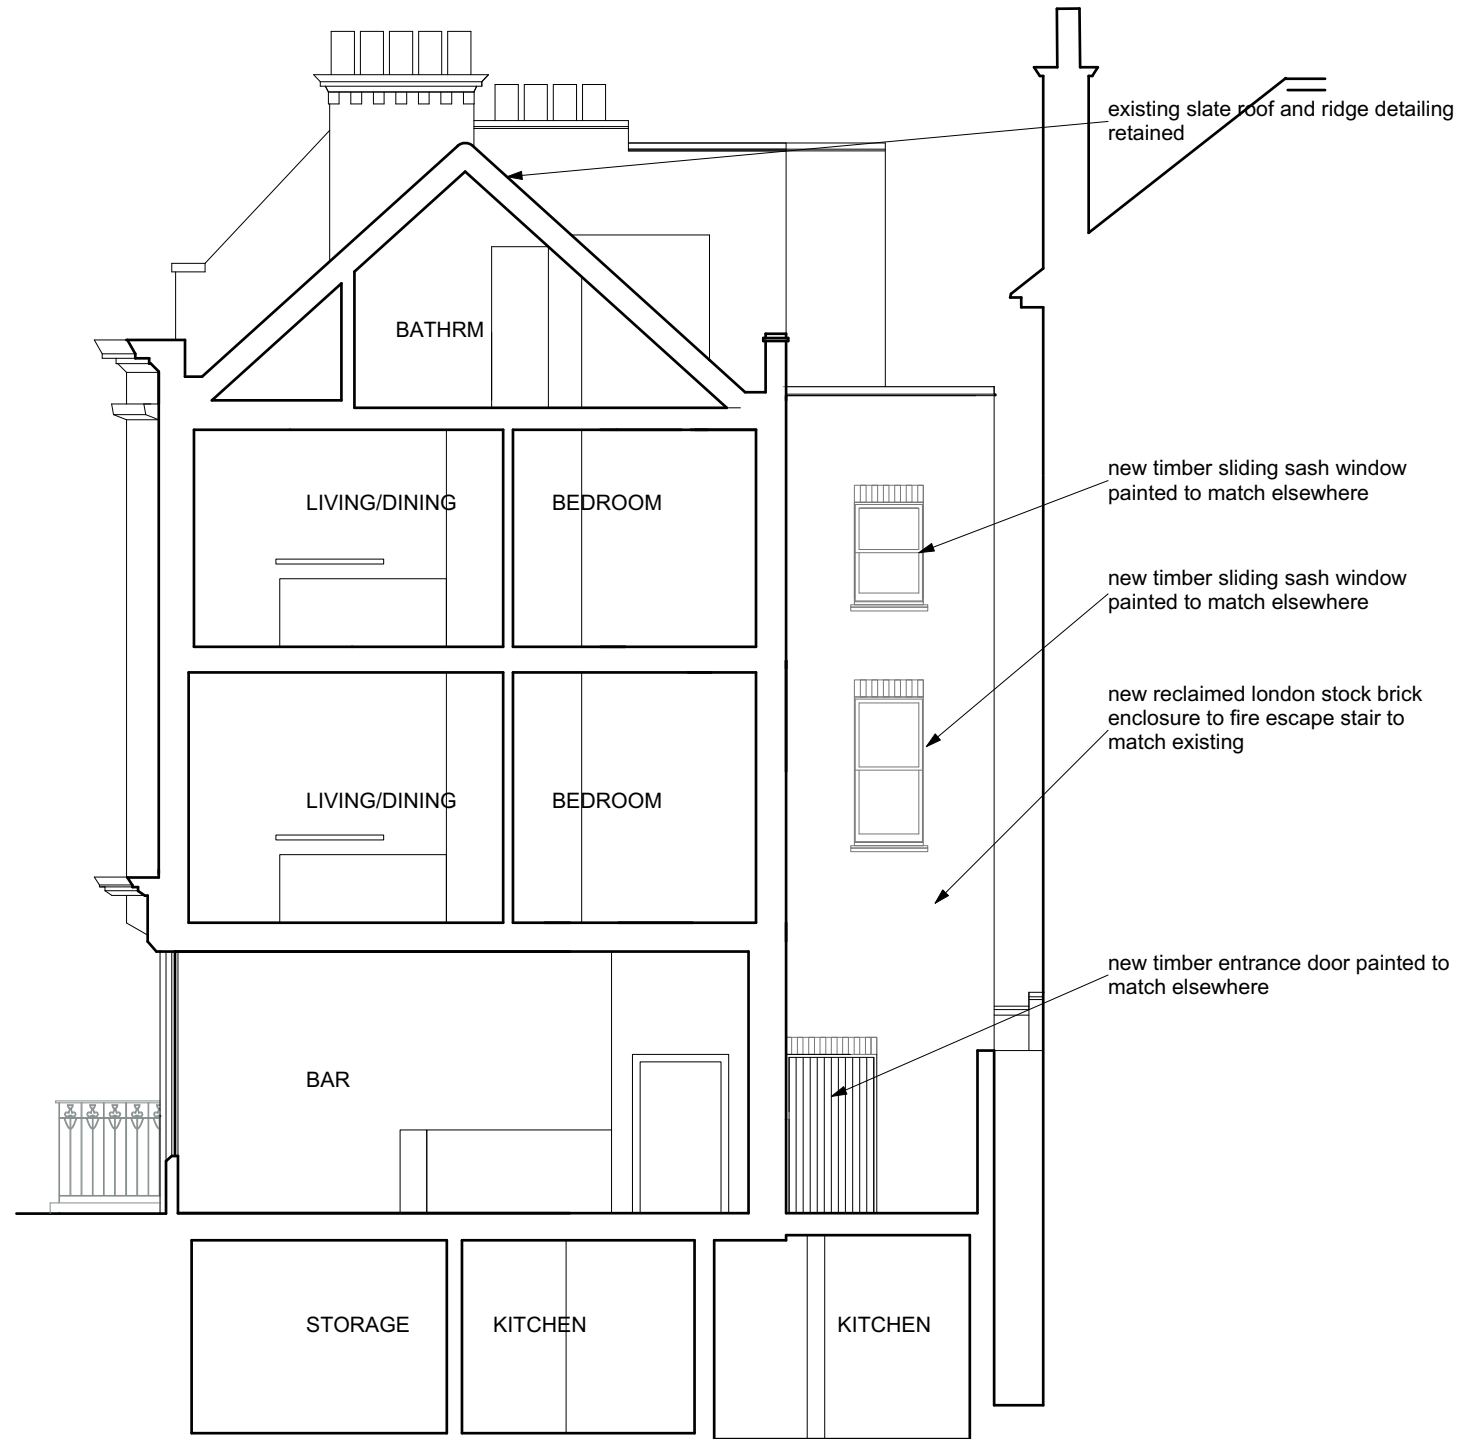 existing slate roof and ridge detailing
retained
BATHRM
new timber sliding sash window
painted to match elsewhere
LIVING/DINING
BEDROOM
new timber sliding sash window
painted to match elsewhere
new reclaimed london stock brick
enclosure to fire escape stair to
match existing
LIVING/DINING
BEDROOM
new timber entrance door painted to
match elsewhere
BAR
STORAGE
KITCHEN
KITCHEN